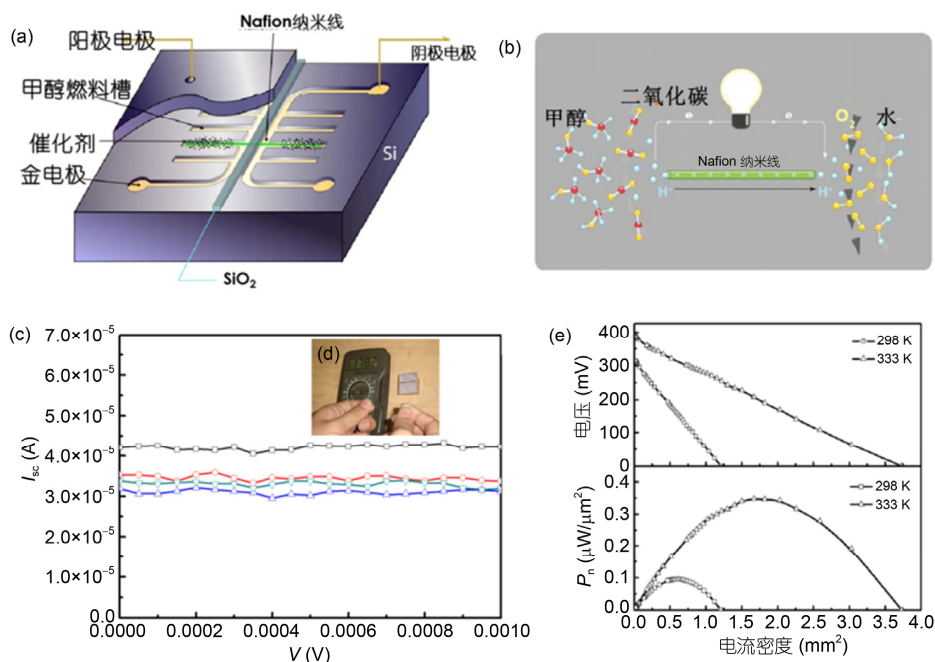 (a)
Nafion纳米线
阳极电极
阴极电极
甲醇燃料槽
催化剂
金电极
Si
SiO₂
(b)
二氧化碳
甲醇
O₂
水
e
e
Nafion 纳米线
H⁺
H⁺
(c)
7.0×10⁻⁵
6.0×10⁻⁵
5.0×10⁻⁵
4.0×10⁻⁵
3.0×10⁻⁵
2.0×10⁻⁵
1.0×10⁻⁵
0.0
I_sc (A)
0.0000
0.0002
0.0004
0.0006
0.0008
0.0010
V (V)
(d)
(e)
400
300
200
100
0
电压 (mV)
298 K
333 K
0.4
0.3
0.2
0.1
0.0
Pₙ (μW/μm²)
298 K
333 K
0.0 0.5 1.0 1.5 2.0 2.5 3.0 3.5 4.0
电流密度 (mm²)